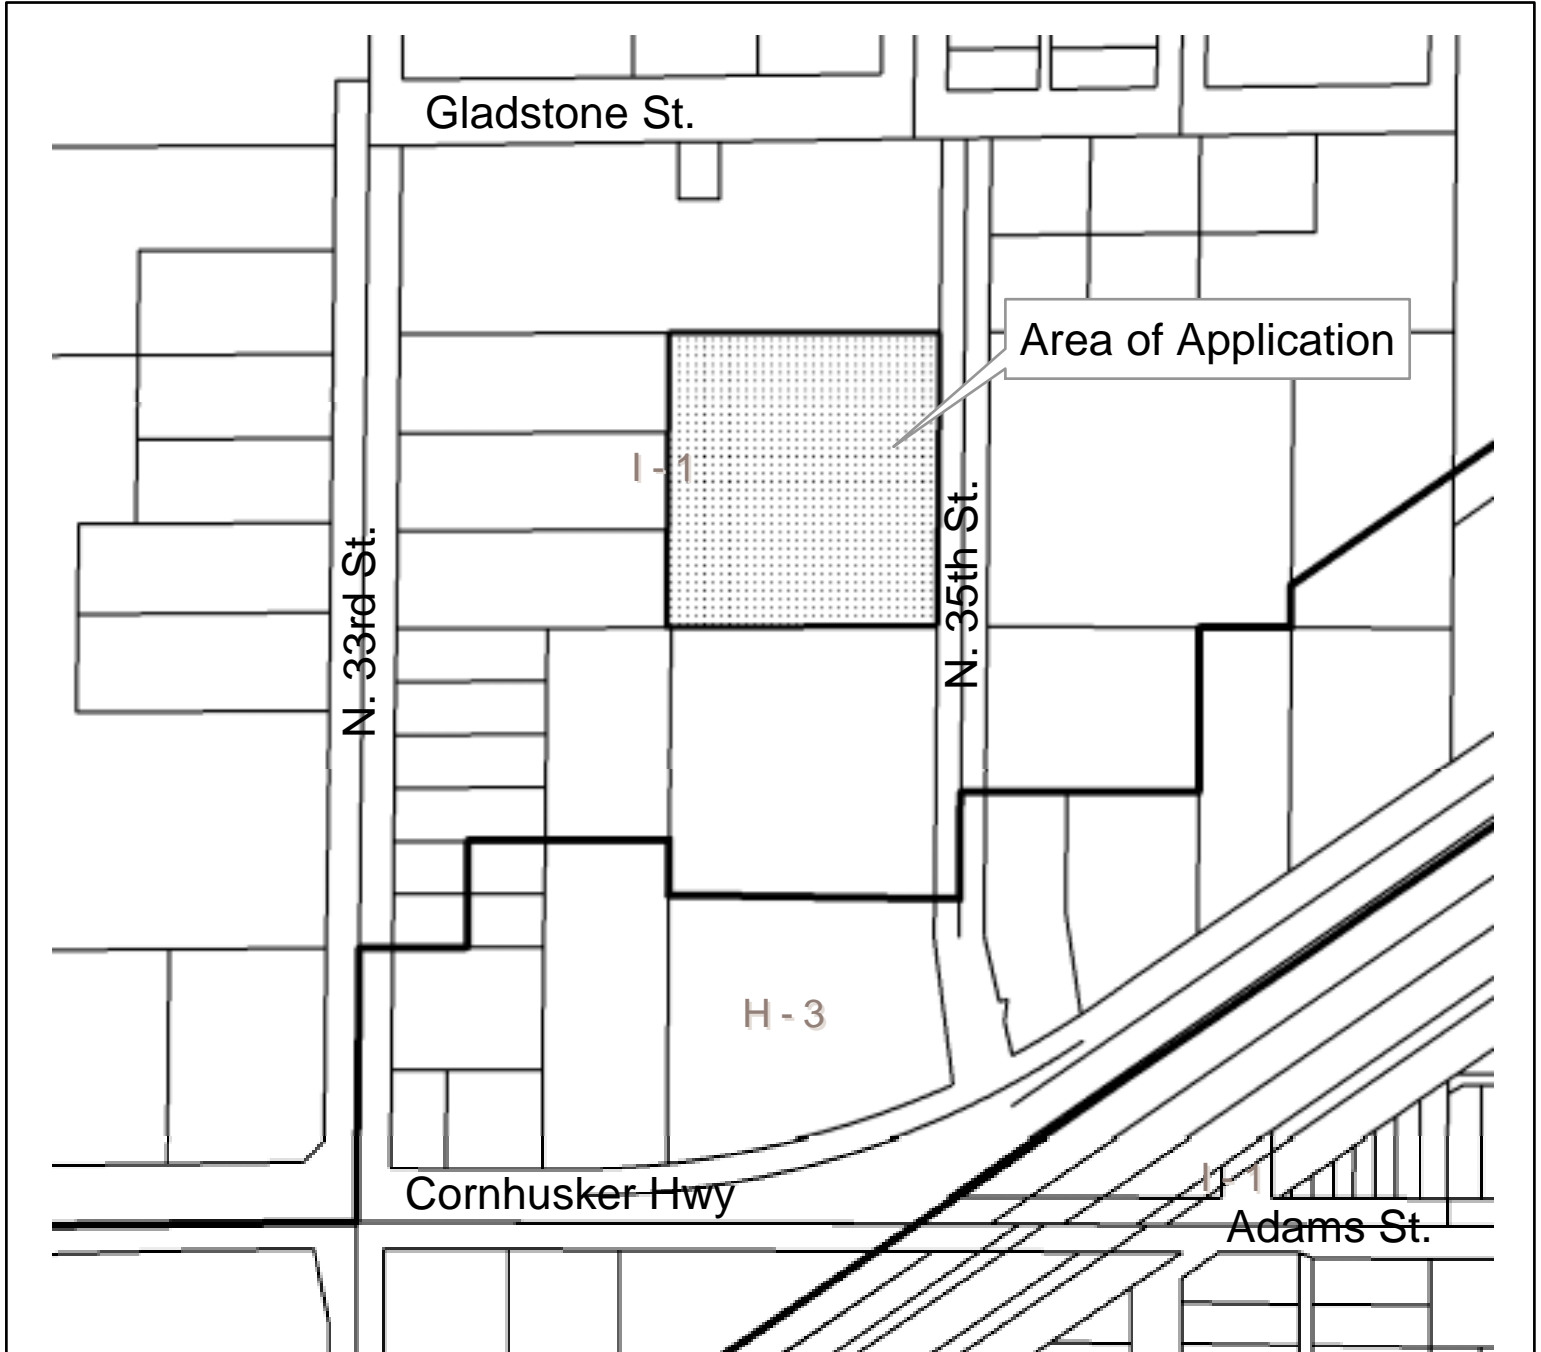 Gladstone St.
Area of Application
I - 1
N. 35th St.
N. 33rd St.
H - 3
I - 1
Cornhusker Hwy
Adams St.